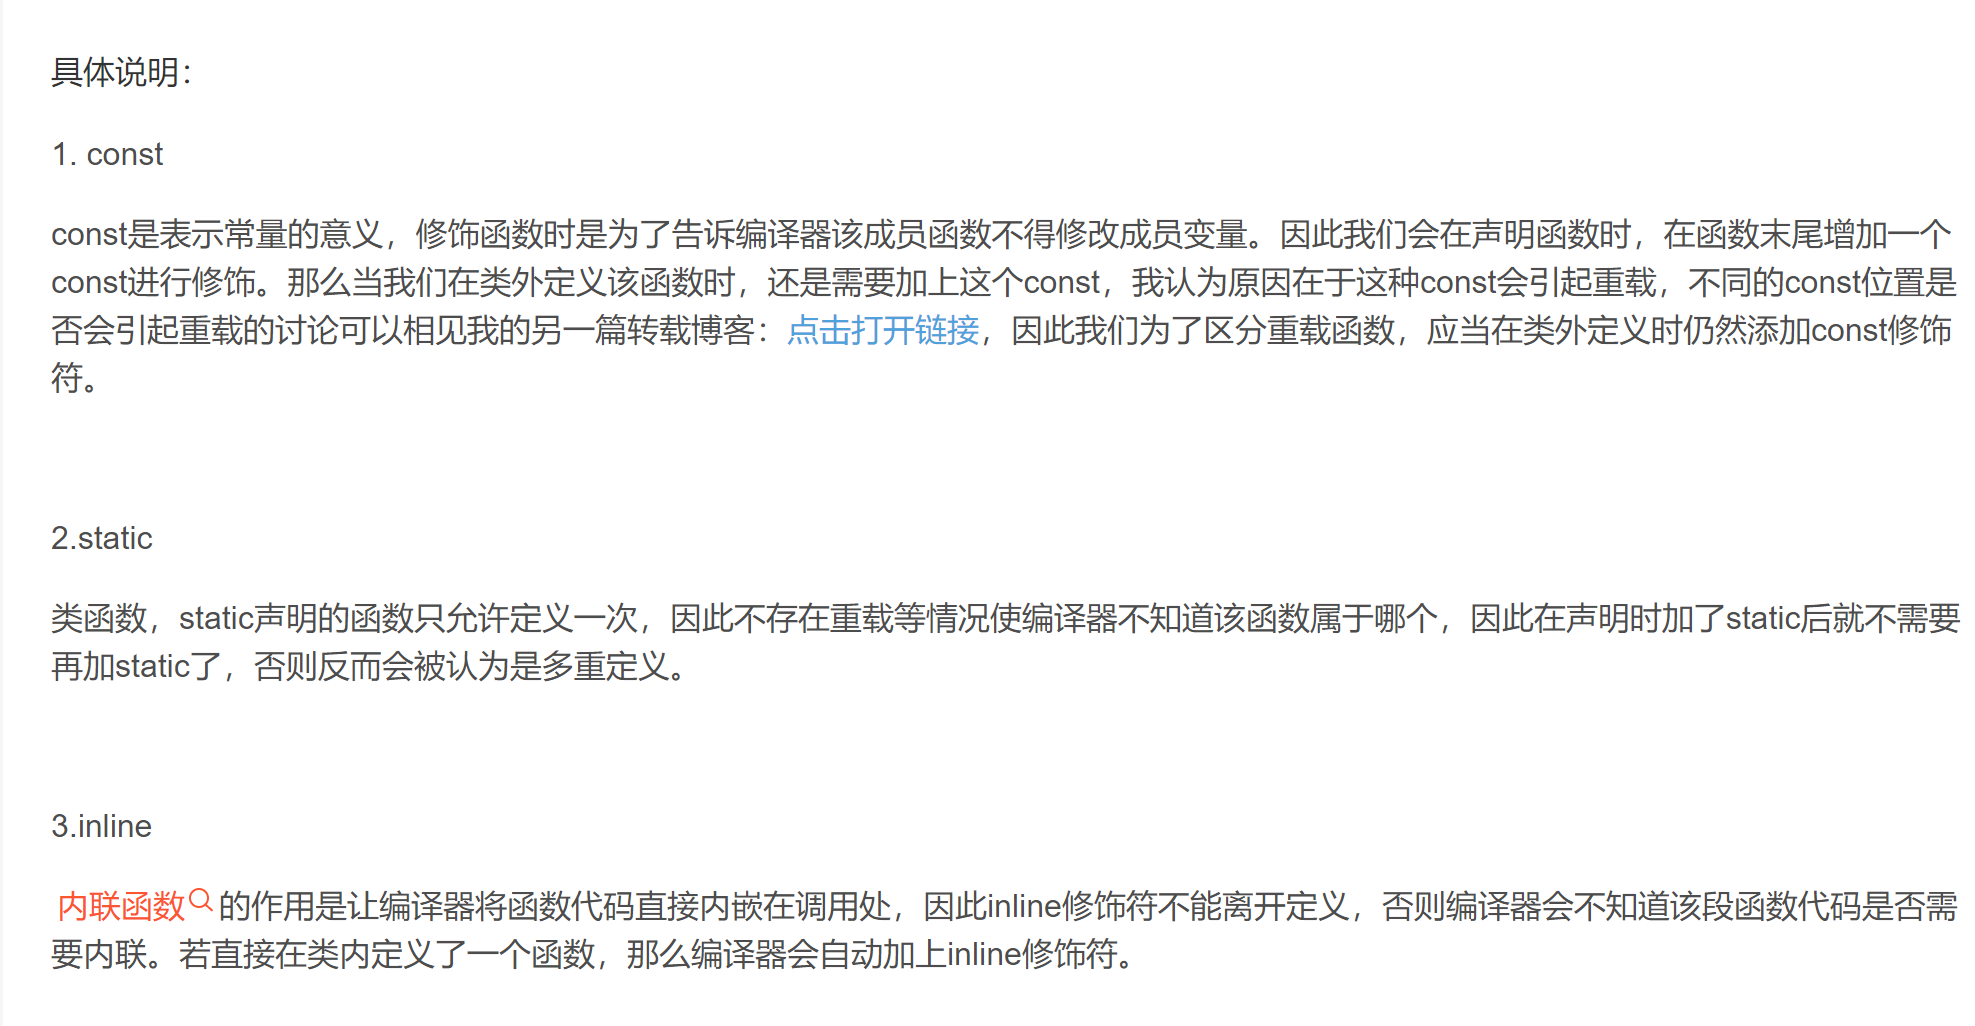 具体说明：
1. const
const是表示常量的意义，修饰函数时是为了告诉编译器该成员函数不得修改成员变量。因此我们会在声明函数时，在函数末尾增加一个
const进行修饰。那么当我们在类外定义该函数时，还是需要加上这个const，我认为原因在于这种const会引起重载，不同的const位置是
否会引起重载的讨论可以相见我的另一篇转载博客：点击打开链接，因此我们为了区分重载函数，应当在类外定义时仍然添加const修饰
符。
2.static
类函数，static声明的函数只允许定义一次，因此不存在重载等情况使编译器不知道该函数属于哪个，因此在声明时加了static后就不需要
再加static了，否则反而会被认为是多重定义。
3.inline
内联函数的作用是让编译器将函数代码直接内嵌在调用处，因此inline修饰符不能离开定义，否则编译器会不知道该段函数代码是否需
要内联。若直接在类内定义了一个函数，那么编译器会自动加上inline修饰符。